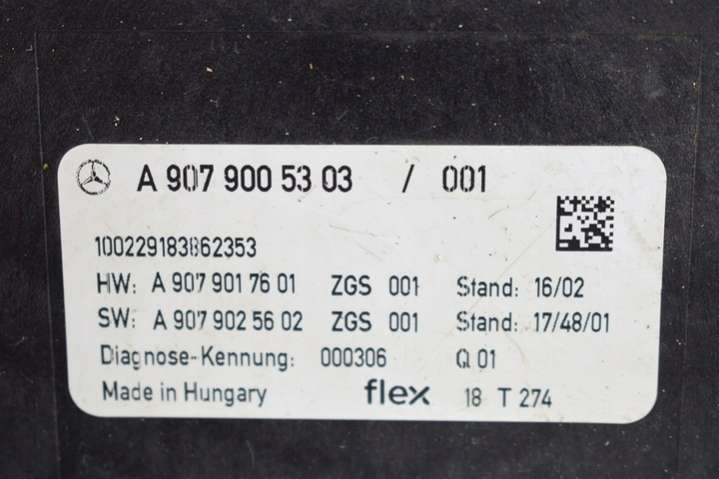 A 907 900 53 03 / 001
100229183862353
HW: A 907 901 76 01 ZGS 001 Stand: 16/02
SW: A 907 902 56 02 ZGS 001 Stand: 17/48/01
Diagnose-Kennung: 000306 Q 01
Made in Hungary flex 18 T 274